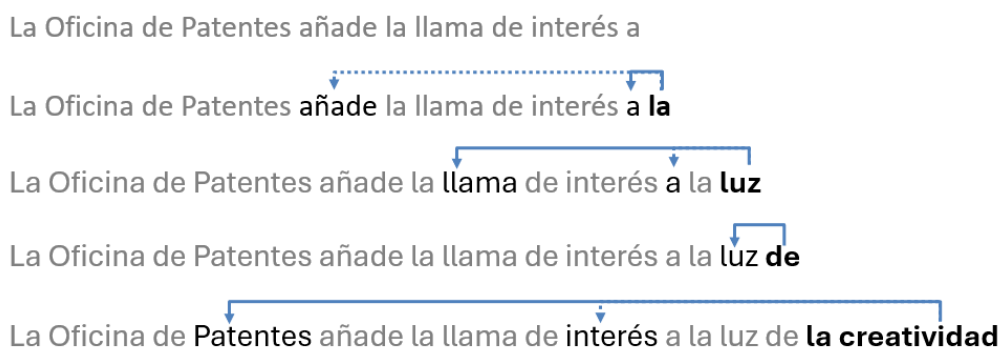 La Oficina de Patentes añade la llama de interés a
La Oficina de Patentes añade la llama de interés a la
La Oficina de Patentes añade la llama de interés a la luz
La Oficina de Patentes añade la llama de interés a la luz de
La Oficina de Patentes añade la llama de interés a la luz de la creatividad